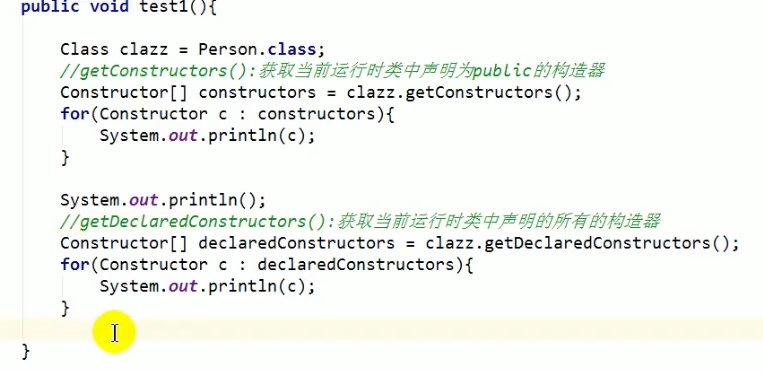 public void test1(){
Class clazz = Person.class;
//getConstructors():获取当前运行时类中声明为public的构造器
Constructor[] constructors = clazz.getConstructors();
for(Constructor c : constructors){
System.out.println(c);
}
System.out.println();
//getDeclaredConstructors():获取当前运行时类中声明的所有的构造器
Constructor[] declaredConstructors = clazz.getDeclaredConstructors();
for(Constructor c : declaredConstructors){
System.out.println(c);
}
}